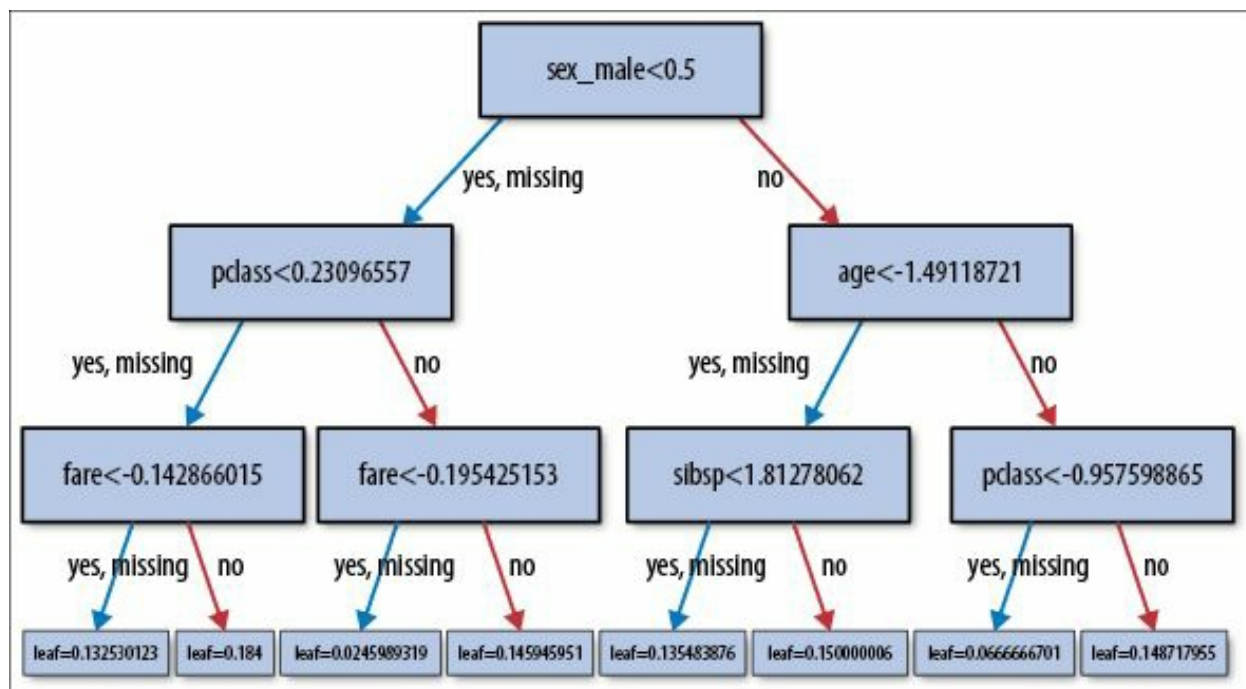 sex_male<0.5
yes, missing
no
pclass<0.23096557
age<-1.49118721
yes, missing
no
yes, missing
no
fare<-0.142866015
fare<-0.195425153
sibsp<1.81278062
pclass<-0.957598865
yes, missing
no
yes, missing
no
yes, missing
no
yes, missing
no
leaf=0.132530123
leaf=0.184
leaf=0.0245989319
leaf=0.145945951
leaf=0.135483876
leaf=0.150000006
leaf=0.0666666701
leaf=0.148717955